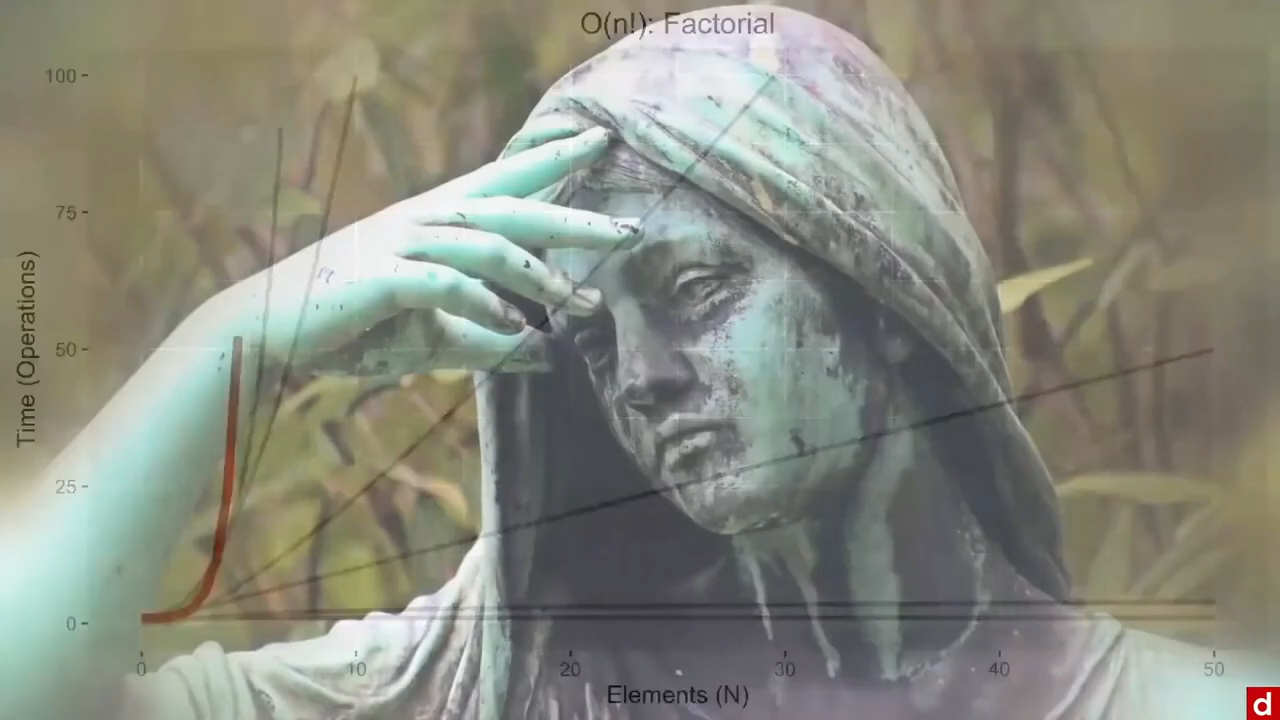 O(n!): Factorial
100
75
50
25
0
Time (Operations)
0 10 20 30 40 50
Elements (N)
d